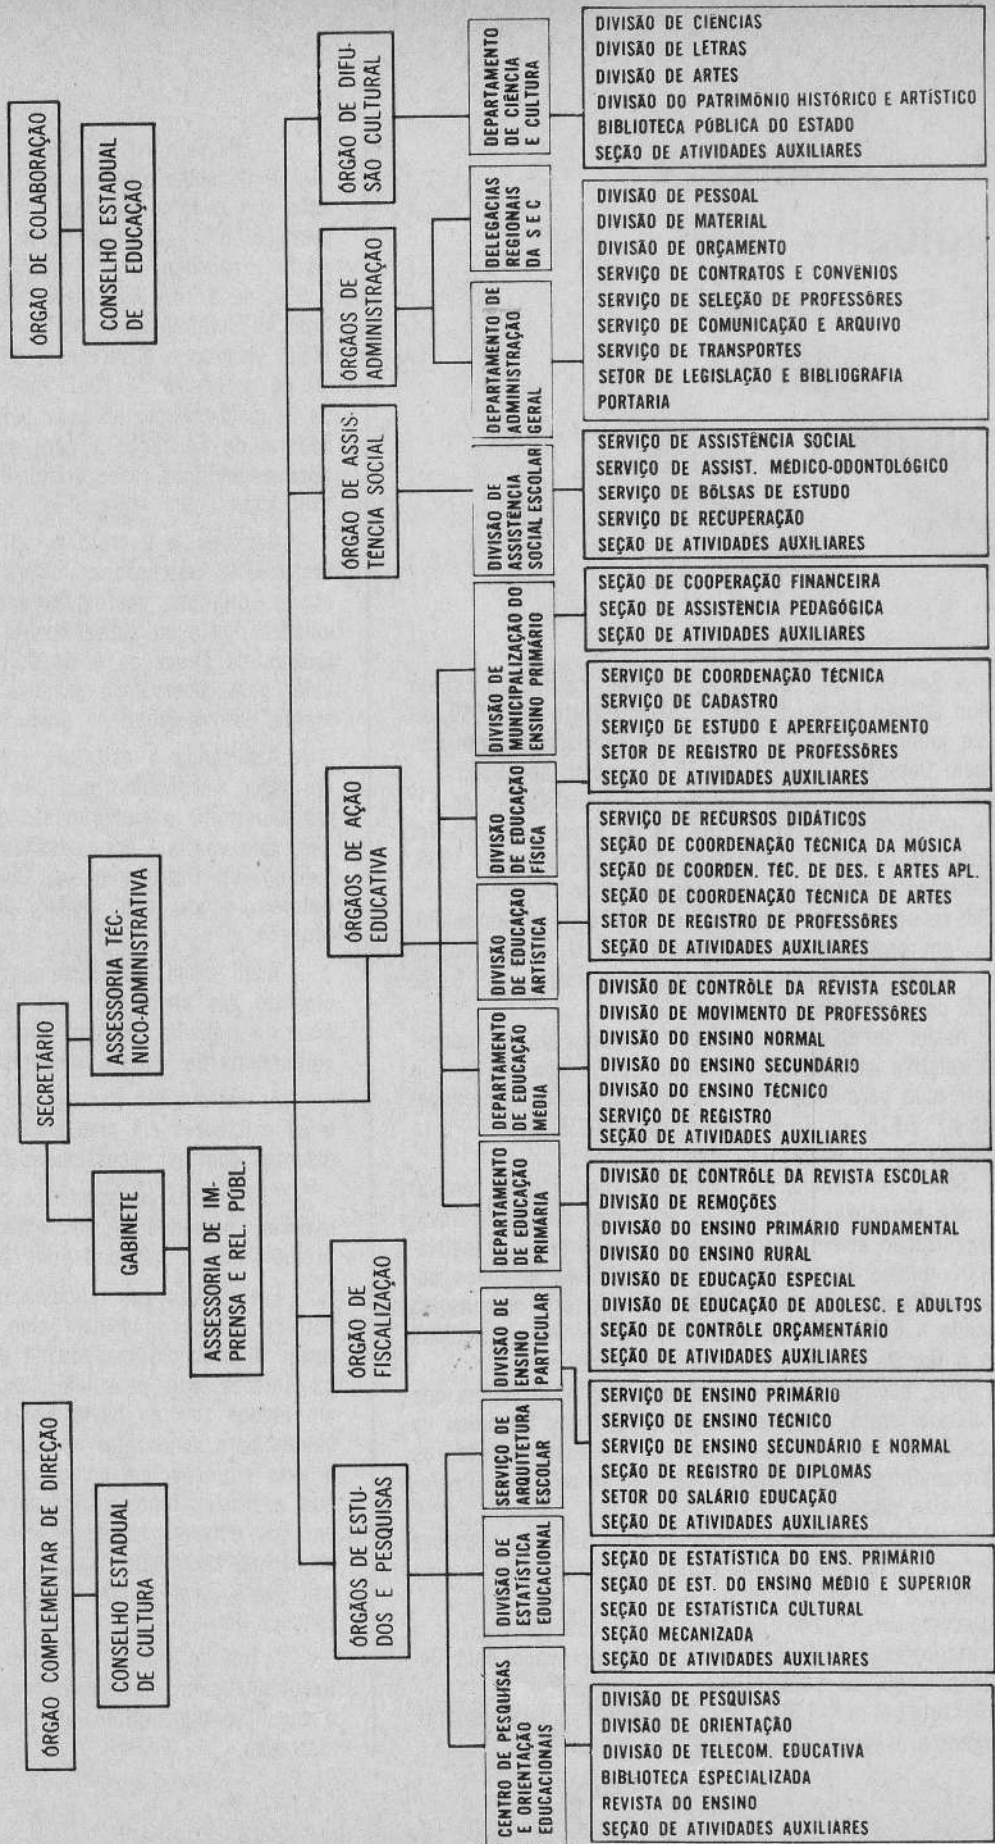 ÓRGÃO COMPLEMENTAR DE DIREÇÃO
CONSELHO ESTADUAL
DE CULTURA
SECRETÁRIO
GABINETE
ASSESSORIA DE IM-
PRENSA E REL. PÚBL.
ASSESSORIA TÉC-
NICO-ADMINISTRATIVA
ÓRGÃO DE COLABORAÇÃO
CONSELHO ESTADUAL
DE EDUCAÇÃO
ÓRGÃOS DE ESTU-
DOS E PESQUISAS
ÓRGÃO DE
FISCALIZAÇÃO
ÓRGÃOS DE AÇÃO
EDUCATIVA
ÓRGÃO DE ASSIS-
TÊNCIA SOCIAL
ÓRGÃOS DE
ADMINISTRAÇÃO
ÓRGÃO DE DIFU-
SÃO CULTURAL
CENTRO DE PESQUISAS
E ORIENTAÇÃO
EDUCACIONAIS
DIVISÃO DE
ESTATÍSTICA
EDUCACIONAL
SERVIÇO DE
ARQUITETURA
ESCOLAR
DIVISÃO DE
ENSINO
PARTICULAR
DEPARTAMENTO
DE EDUCAÇÃO
PRIMÁRIA
DEPARTAMENTO
DE EDUCAÇÃO
MÉDIA
DIVISÃO
DE EDUCAÇÃO
ARTÍSTICA
DIVISÃO
DE EDUCAÇÃO
FÍSICA
DIVISÃO DE
MUNICIPALIZAÇÃO DO
ENSINO PRIMÁRIO
DIVISÃO DE
ASSISTÊNCIA
SOCIAL ESCOLAR
DEPARTAMENTO DE
ADMINISTRAÇÃO
GERAL
DELEGACIAS
REGIONAIS
DA S E C
DEPARTAMENTO
DE CIÊNCIA
E CULTURA
DIVISÃO DE CIÊNCIAS
DIVISÃO DE LETRAS
DIVISÃO DE ARTES
DIVISÃO DO PATRIMÔNIO HISTÓRICO E ARTÍSTICO
BIBLIOTECA PÚBLICA DO ESTADO
SEÇÃO DE ATIVIDADES AUXILIARES
DIVISÃO DE PESSOAL
DIVISÃO DE MATERIAL
DIVISÃO DE ORÇAMENTO
SERVIÇO DE CONTRATOS E CONVÊNIOS
SERVIÇO DE SELEÇÃO DE PROFESSÔRES
SERVIÇO DE COMUNICAÇÃO E ARQUIVO
SERVIÇO DE TRANSPORTES
SETOR DE LEGISLAÇÃO E BIBLIOGRAFIA
PORTARIA
SERVIÇO DE ASSISTÊNCIA SOCIAL
SERVIÇO DE ASSIST. MÉDICO-ODONTOLÓGICO
SERVIÇO DE BÔLSAS DE ESTUDO
SERVIÇO DE RECUPERAÇÃO
SEÇÃO DE ATIVIDADES AUXILIARES
SEÇÃO DE COOPERAÇÃO FINANCEIRA
SEÇÃO DE ASSISTÊNCIA PEDAGÓGICA
SEÇÃO DE ATIVIDADES AUXILIARES
SERVIÇO DE COORDENAÇÃO TÉCNICA
SERVIÇO DE CADASTRO
SERVIÇO DE ESTUDO E APERFEIÇOAMENTO
SETOR DE REGISTRO DE PROFESSÔRES
SEÇÃO DE ATIVIDADES AUXILIARES
SERVIÇO DE RECURSOS DIDÁTICOS
SEÇÃO DE COORDENAÇÃO TÉCNICA DA MÚSICA
SEÇÃO DE COORDEN. TÉC. DE DES. E ARTES APL.
SEÇÃO DE COORDENAÇÃO TÉCNICA DE ARTES
SETOR DE REGISTRO DE PROFESSÔRES
SEÇÃO DE ATIVIDADES AUXILIARES
DIVISÃO DE CONTRÔLE DA REVISTA ESCOLAR
DIVISÃO DE MOVIMENTO DE PROFESSÔRES
DIVISÃO DO ENSINO NORMAL
DIVISÃO DO ENSINO SECUNDÁRIO
DIVISÃO DO ENSINO TÉCNICO
SERVIÇO DE REGISTRO
SEÇÃO DE ATIVIDADES AUXILIARES
DIVISÃO DE CONTRÔLE DA REVISTA ESCOLAR
DIVISÃO DE REMOÇÕES
DIVISÃO DO ENSINO PRIMÁRIO FUNDAMENTAL
DIVISÃO DO ENSINO RURAL
DIVISÃO DE EDUCAÇÃO ESPECIAL
DIVISÃO DE EDUCAÇÃO DE ADOLESC. E ADULTOS
SEÇÃO DE CONTRÔLE ORÇAMENTÁRIO
SEÇÃO DE ATIVIDADES AUXILIARES
SERVIÇO DE ENSINO PRIMÁRIO
SERVIÇO DE ENSINO TÉCNICO
SERVIÇO DE ENSINO SECUNDÁRIO E NORMAL
SEÇÃO DE REGISTRO DE DIPLOMAS
SETOR DO SALÁRIO EDUCAÇÃO
SEÇÃO DE ATIVIDADES AUXILIARES
SEÇÃO DE ESTATÍSTICA DO ENS. PRIMÁRIO
SEÇÃO DE EST. DO ENSINO MÉDIO E SUPERIOR
SEÇÃO DE ESTATÍSTICA CULTURAL
SEÇÃO MECANIZADA
SEÇÃO DE ATIVIDADES AUXILIARES
DIVISÃO DE PESQUISAS
DIVISÃO DE ORIENTAÇÃO
DIVISÃO DE TELECOM. EDUCATIVA
BIBLIOTECA ESPECIALIZADA
REVISTA DO ENSINO
SEÇÃO DE ATIVIDADES AUXILIARES